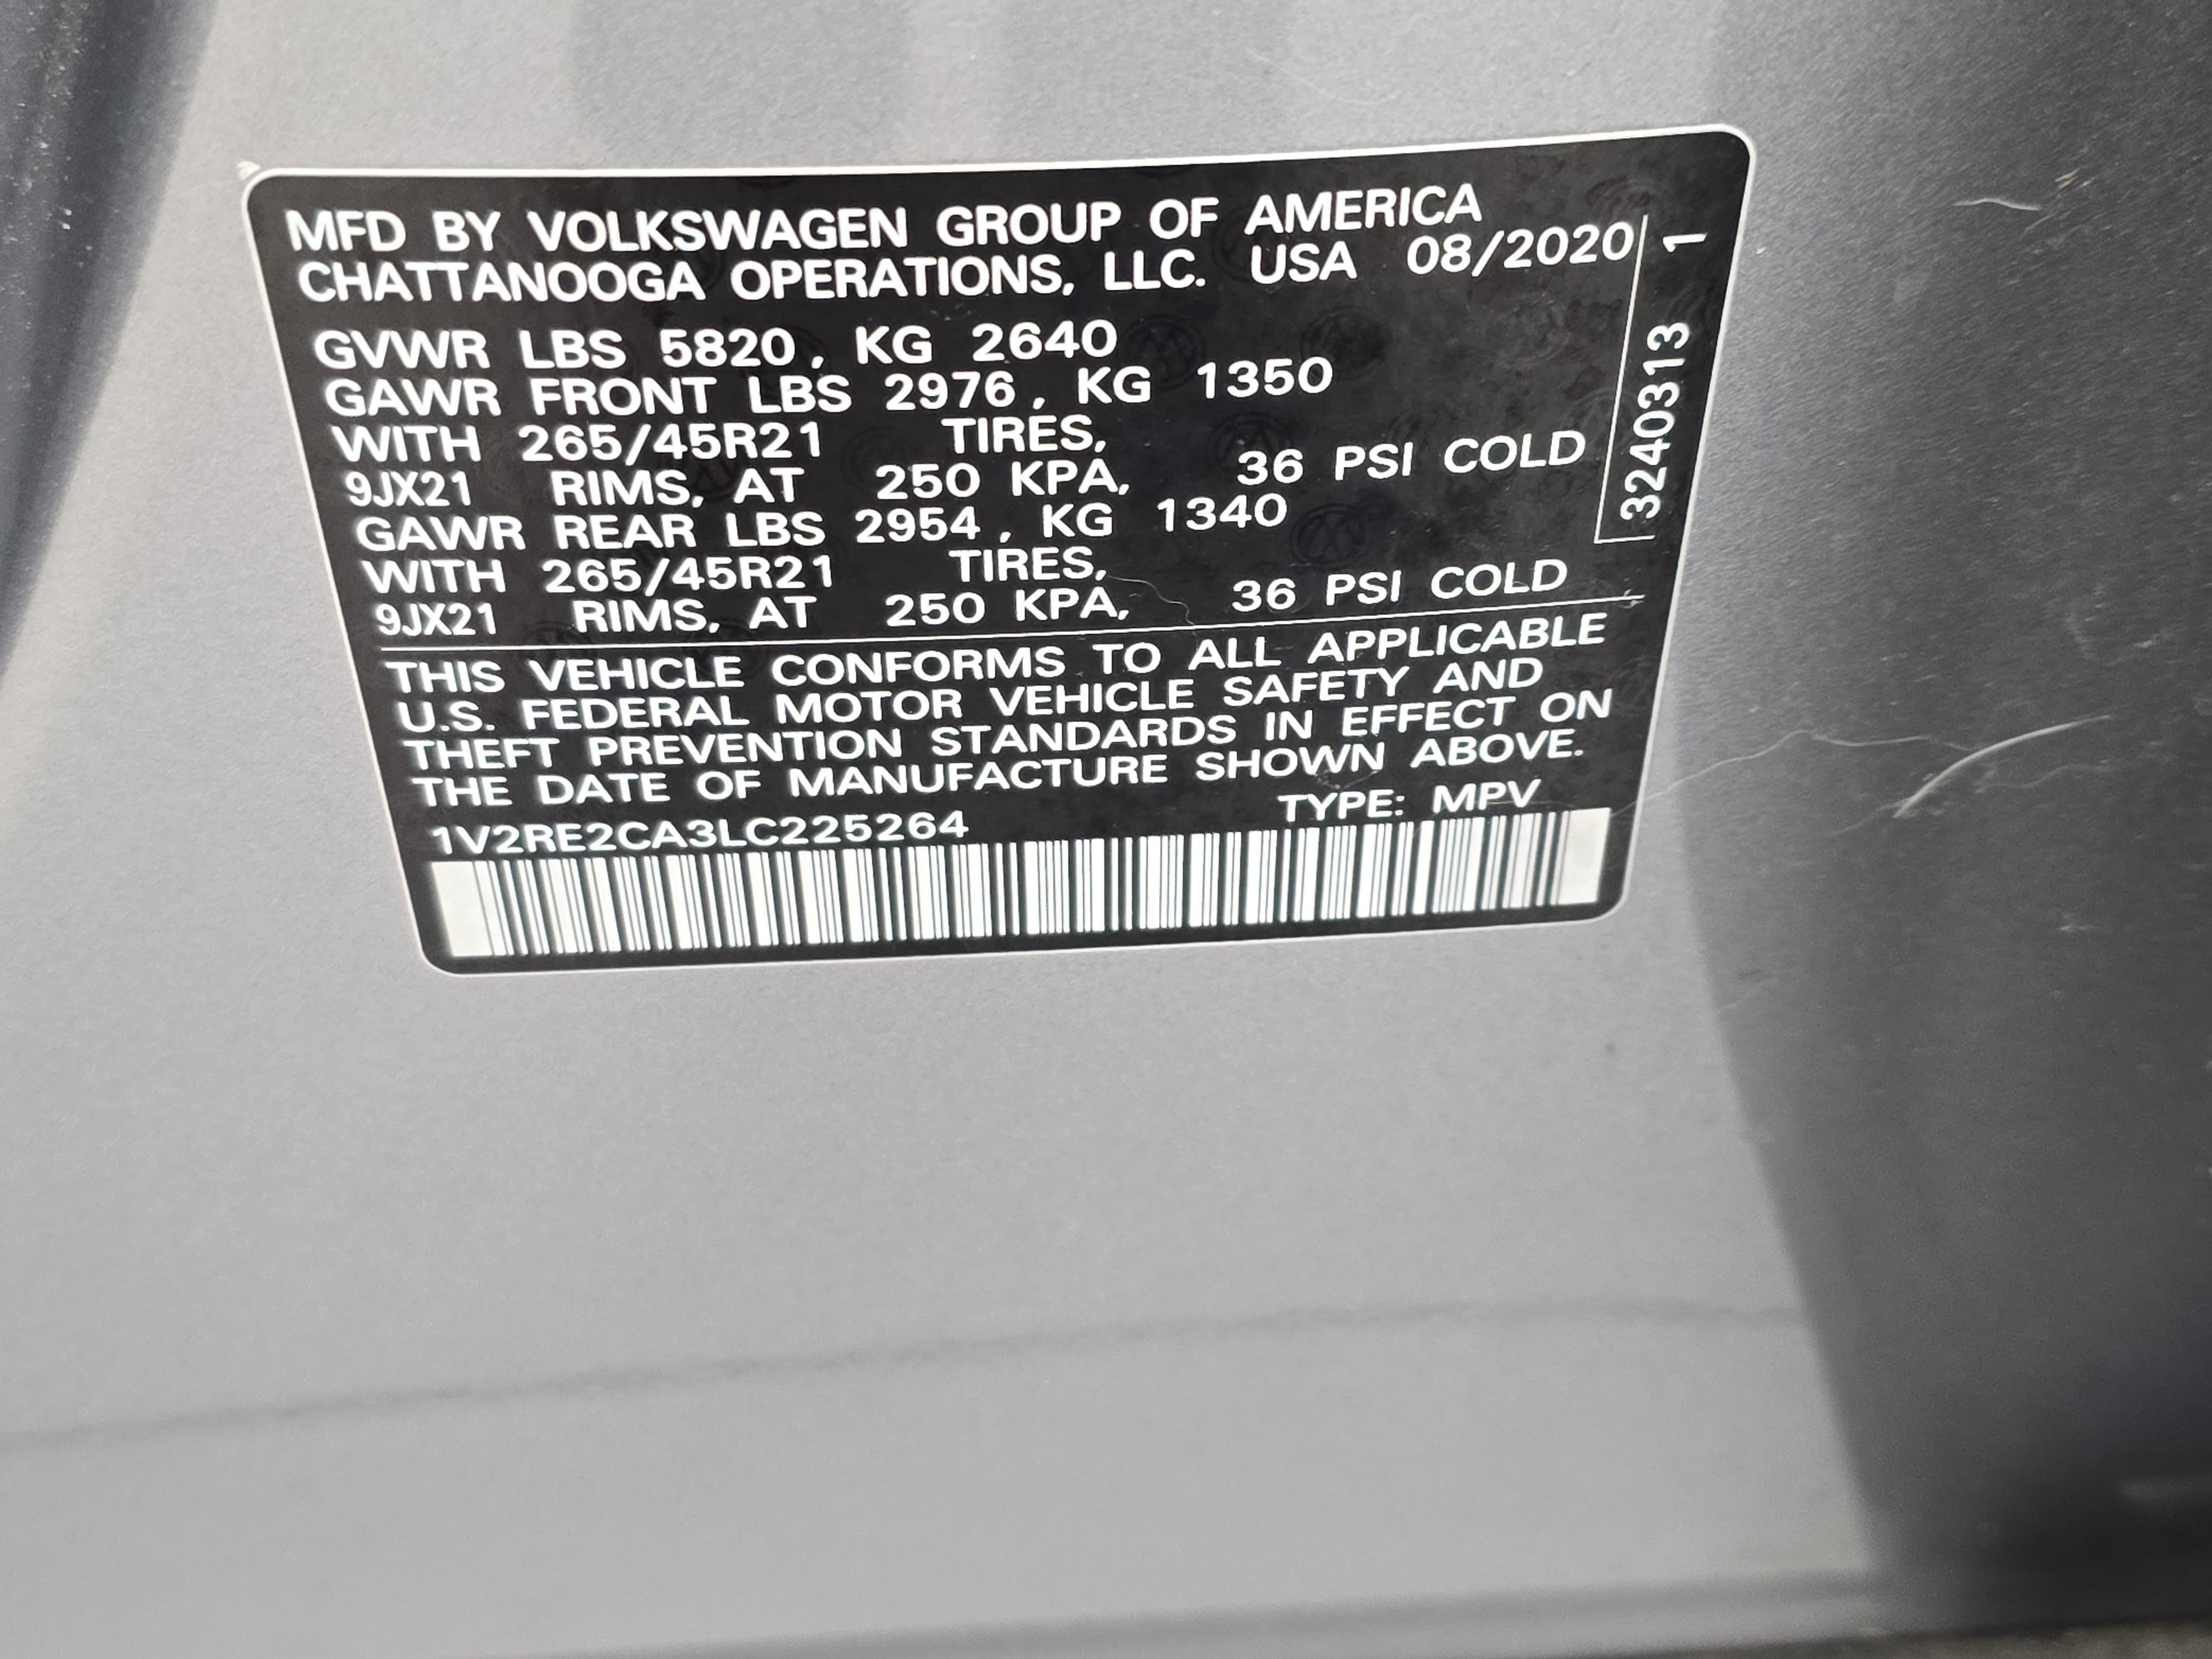 MFD BY VOLKSWAGEN GROUP OF AMERICA
CHATTANOOGA OPERATIONS, LLC. USA 08/2020
GVWR LBS 5820, KG 2640
GAWR FRONT LBS 2976, KG 1350
WITH 265/45R21 TIRES,
9JX21 RIMS, AT 250 KPA, 36 PSI COLD
GAWR REAR LBS 2954, KG 1340
WITH 265/45R21 TIRES,
9JX21 RIMS, AT 250 KPA, 36 PSI COLD
THIS VEHICLE CONFORMS TO ALL APPLICABLE
U.S. FEDERAL MOTOR VEHICLE SAFETY AND
THEFT PREVENTION STANDARDS IN EFFECT ON
THE DATE OF MANUFACTURE SHOWN ABOVE.
1V2RE2CA3LC225264 TYPE: MPV
3240313 1